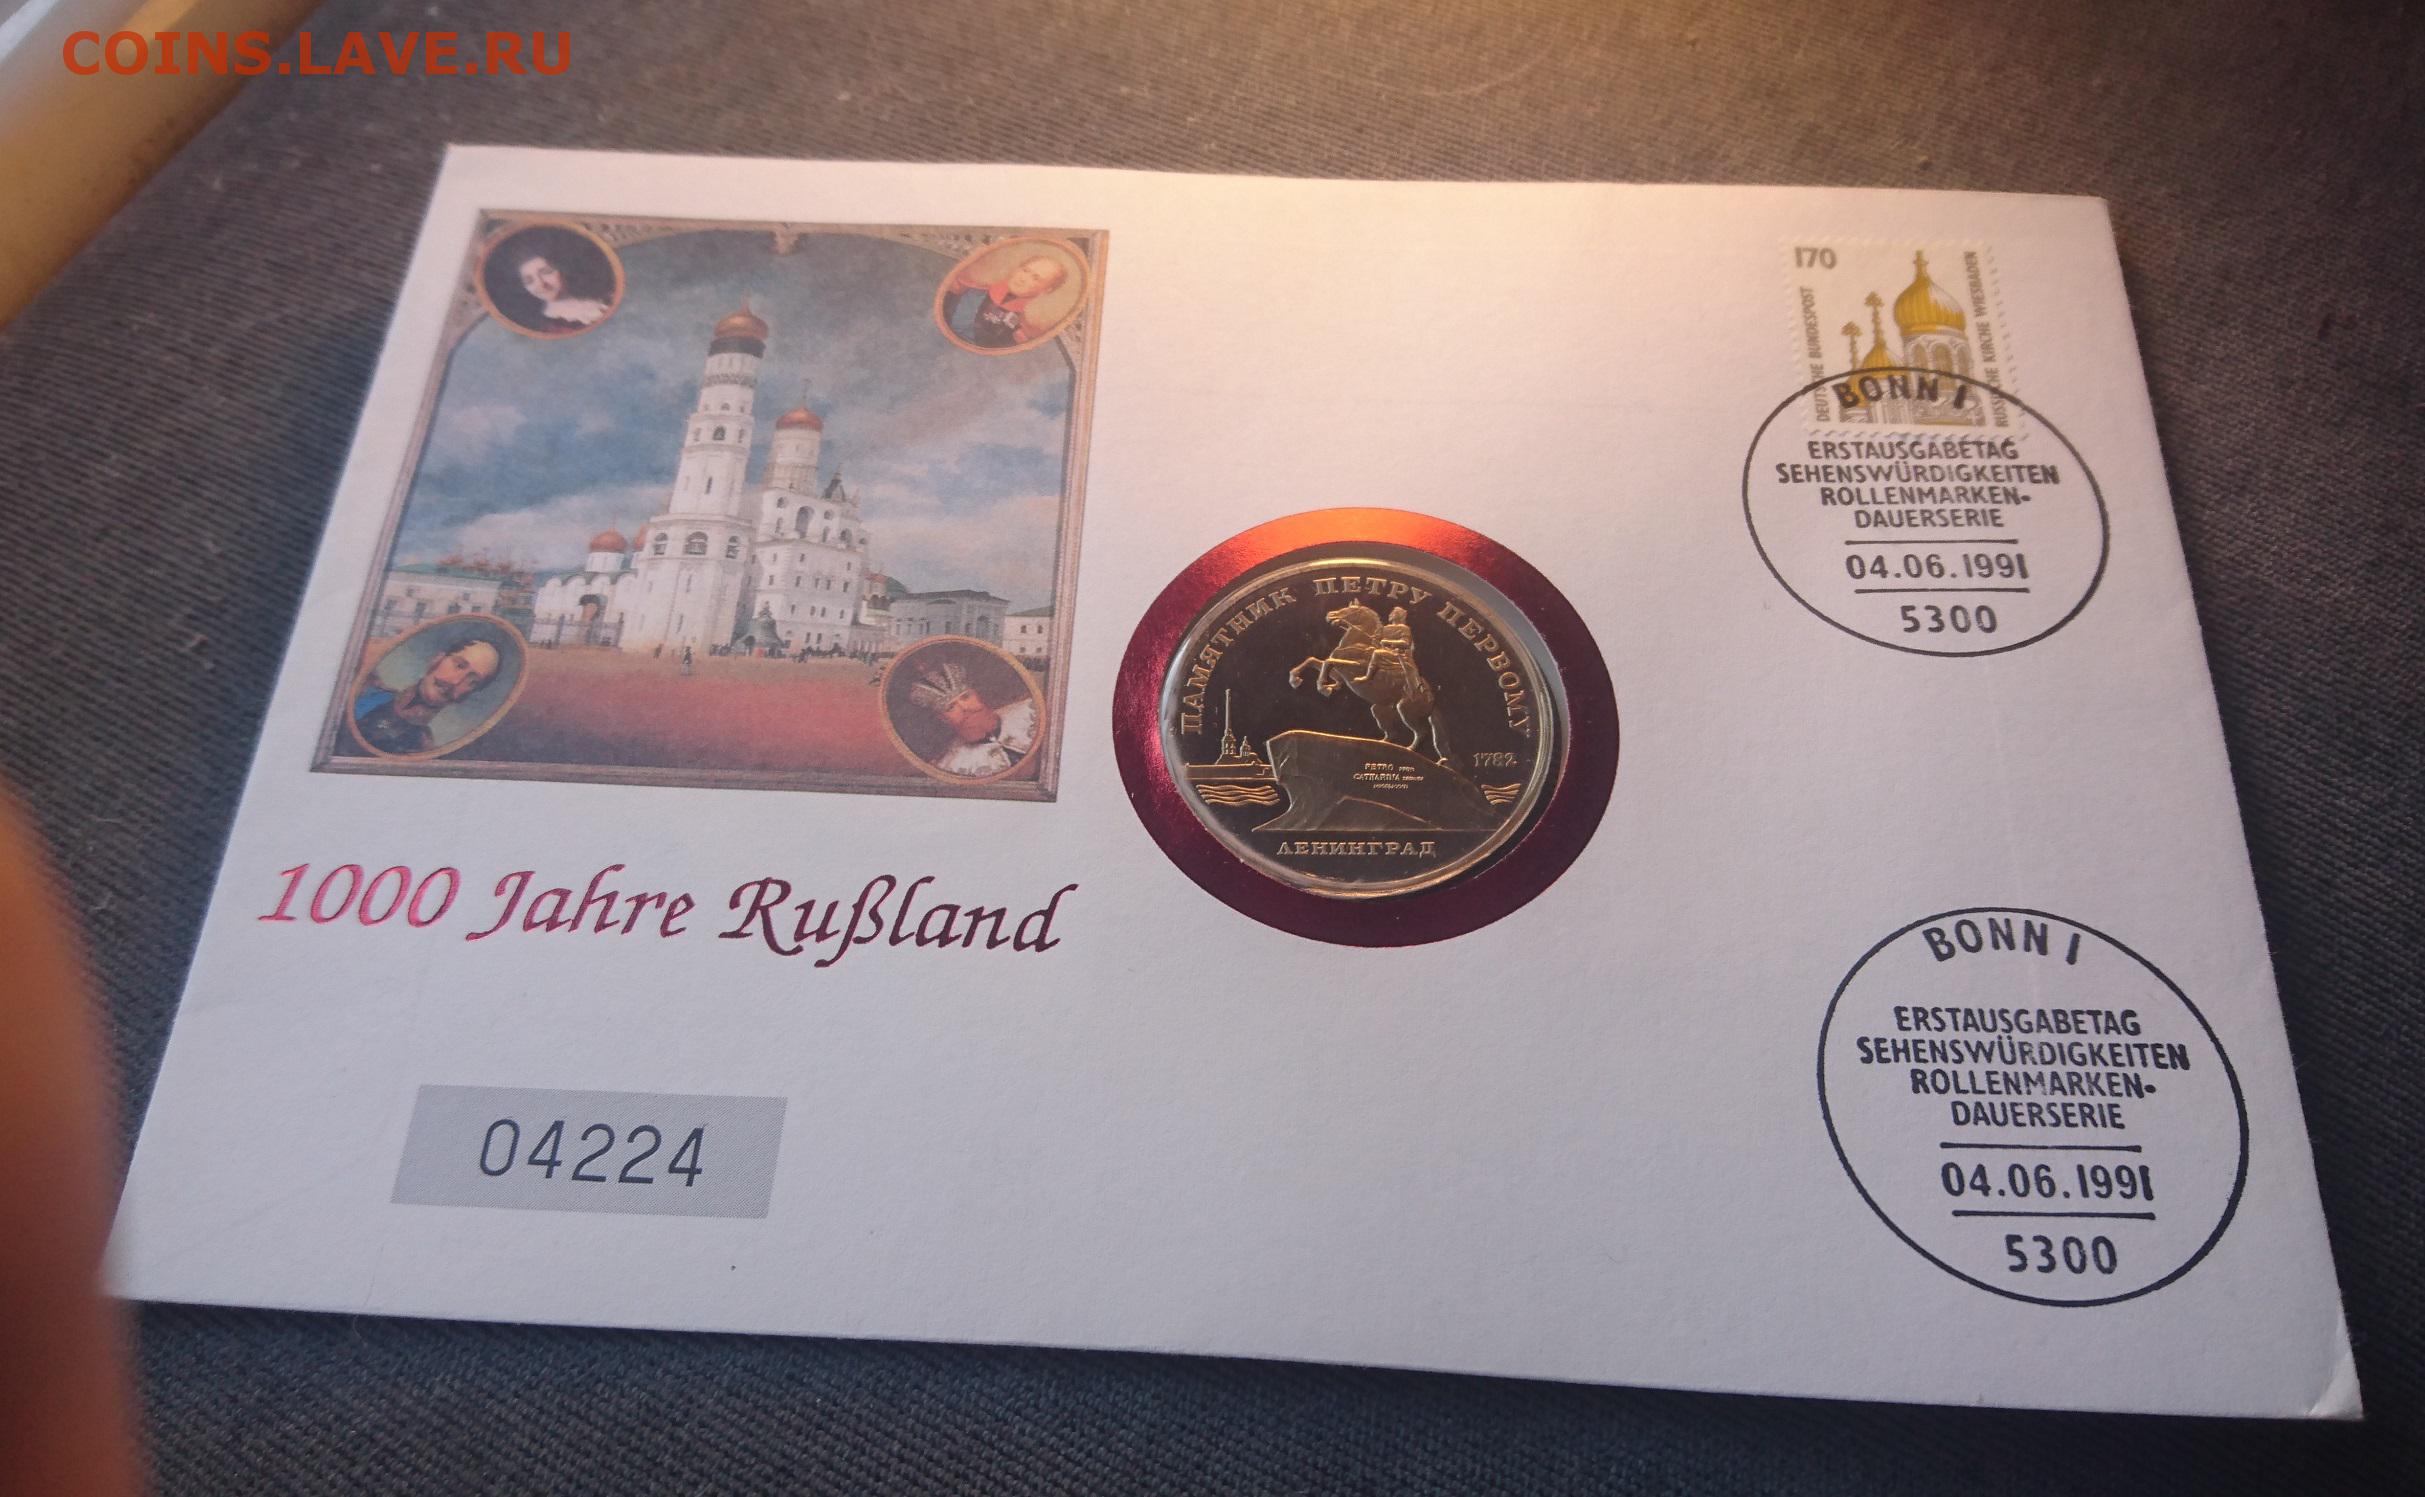 COINS.LAVE.RU
170
DEUTSCHE BUNDESPOST
RUSSISCHE KIRCHE WIESBADEN
BONN 1
ERSTAUSGABETAG
SEHENSWÜRDIGKEITEN
ROLLENMARKEN-
DAUERSERIE
04.06.1991
5300
ПАМЯТНИК ПЕТРУ ПЕРВОМУ
1782
PETRO
CATHARINA
ЛЕНИНГРАД
1000 Jahre Rußland
04224
BONN 1
ERSTAUSGABETAG
SEHENSWÜRDIGKEITEN
ROLLENMARKEN-
DAUERSERIE
04.06.1991
5300